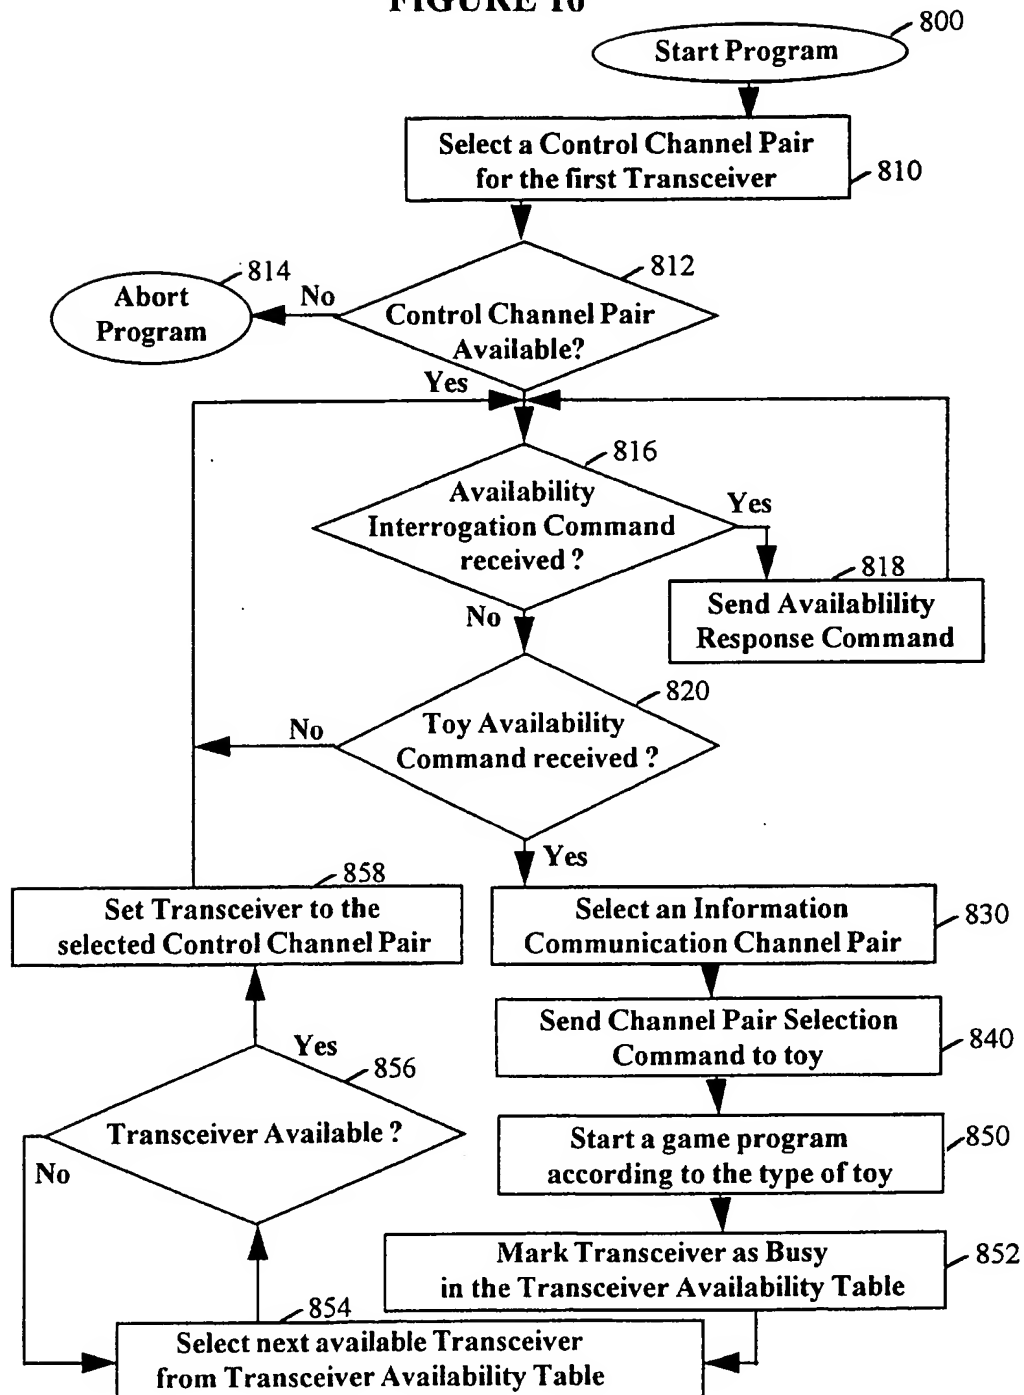 FIGURE 10
800
Start Program
Select a Control Channel Pair
for the first Transceiver
810
812
814
Abort
Program
No
Control Channel Pair
Available?
Yes
816
Availability
Interrogation Command
received ?
Yes
818
Send Availablility
Response Command
No
820
Toy Availability
Command received ?
No
Yes
858
Set Transceiver to the
selected Control Channel Pair
Select an Information
Communication Channel Pair
830
Send Channel Pair Selection
Command to toy
840
Yes
856
Transceiver Available ?
No
Start a game program
according to the type of toy
850
Mark Transceiver as Busy
in the Transceiver Availability Table
852
854
Select next available Transceiver
from Transceiver Availability Table